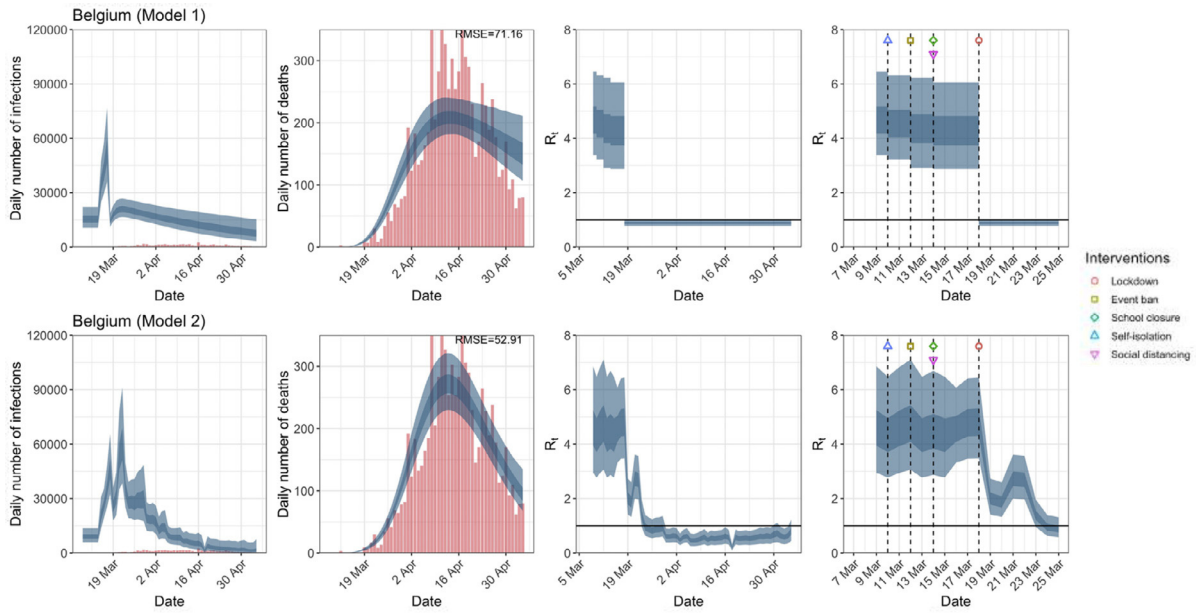 Belgium (Model 1)
Daily number of infections
120000
90000
60000
30000
0
19 Mar
2 Apr
16 Apr
30 Apr
Date
Daily number of deaths
300
200
100
0
RMSE=71.16
19 Mar
2 Apr
16 Apr
30 Apr
Date
Rt
8
6
4
2
0
5 Mar
19 Mar
2 Apr
16 Apr
30 Apr
Date
Rt
8
6
4
2
0
7 Mar
9 Mar
11 Mar
13 Mar
15 Mar
17 Mar
19 Mar
21 Mar
23 Mar
25 Mar
Date
Interventions
Lockdown
Event ban
School closure
Self-isolation
Social distancing
Belgium (Model 2)
Daily number of infections
120000
90000
60000
30000
0
19 Mar
2 Apr
16 Apr
30 Apr
Date
Daily number of deaths
300
200
100
0
RMSE=52.91
19 Mar
2 Apr
16 Apr
30 Apr
Date
Rt
8
6
4
2
0
5 Mar
19 Mar
2 Apr
16 Apr
30 Apr
Date
Rt
8
6
4
2
0
7 Mar
9 Mar
11 Mar
13 Mar
15 Mar
17 Mar
19 Mar
21 Mar
23 Mar
25 Mar
Date